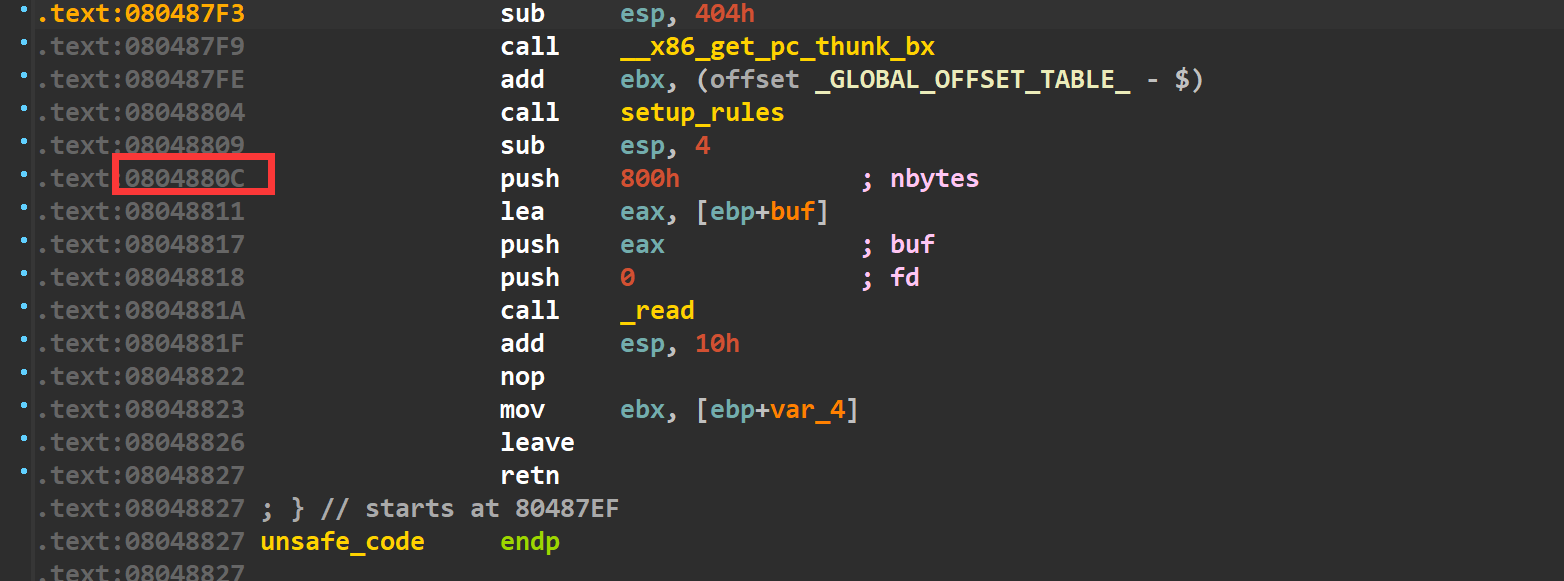 .text:080487F3 sub esp, 404h
.text:080487F9 call __x86_get_pc_thunk_bx
.text:080487FE add ebx, (offset _GLOBAL_OFFSET_TABLE_ - $)
.text:08048804 call setup_rules
.text:08048809 sub esp, 4
.text:0804880C push 800h ; nbytes
.text:08048811 lea eax, [ebp+buf]
.text:08048817 push eax ; buf
.text:08048818 push 0 ; fd
.text:0804881A call _read
.text:0804881F add esp, 10h
.text:08048822 nop
.text:08048823 mov ebx, [ebp+var_4]
.text:08048826 leave
.text:08048827 retn
.text:08048827 ; } // starts at 80487EF
.text:08048827 unsafe_code endp
.text:08048827